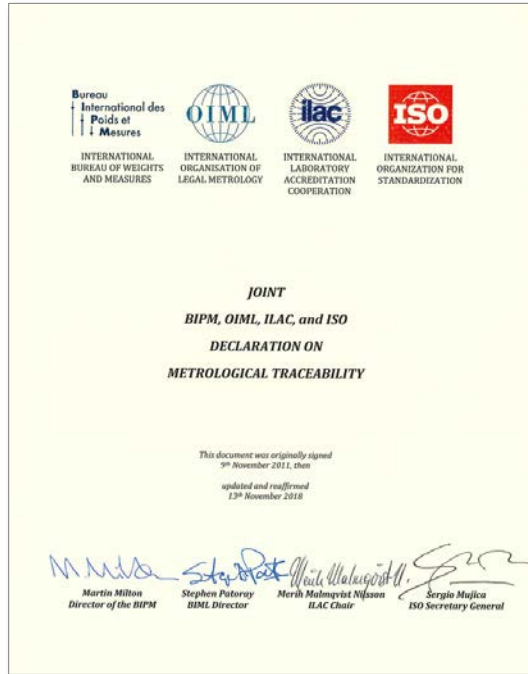 Bureau
International des
Poids et
Mesures
OIML
ilac
ISO
INTERNATIONAL
BUREAU OF WEIGHTS
AND MEASURES
INTERNATIONAL
ORGANISATION OF
LEGAL METROLOGY
INTERNATIONAL
LABORATORY
ACCREDITATION
COOPERATION
INTERNATIONAL
ORGANIZATION FOR
STANDARDIZATION
JOINT
BIPM, OIML, ILAC, and ISO
DECLARATION ON
METROLOGICAL TRACEABILITY
This document was originally signed
9th November 2011, then
updated and reaffirmed
13th November 2018
Martin Milton
Director of the BIPM
Stephen Patoray
BIML Director
Merih Malmqvist Nilsson
ILAC Chair
Sergio Mujica
ISO Secretary General